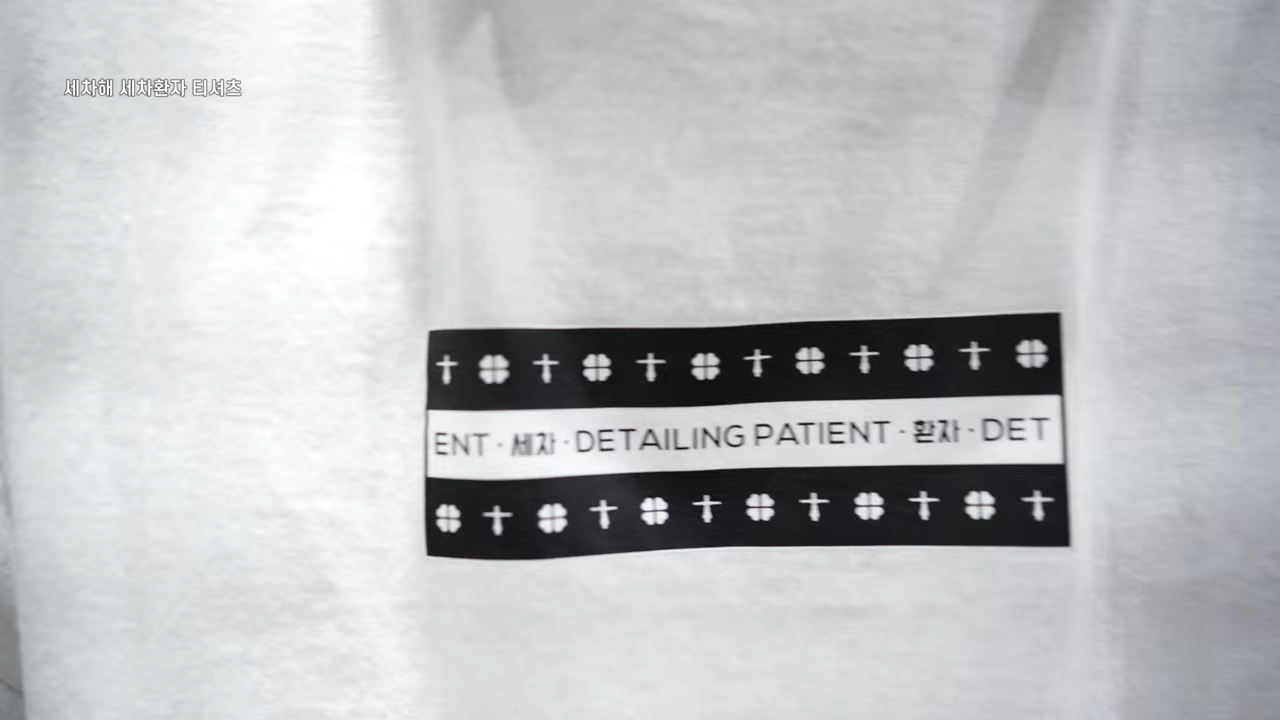 세차해 세차환자 티셔츠
ENT · 세차 · DETAILING PATIENT · 환자 · DET